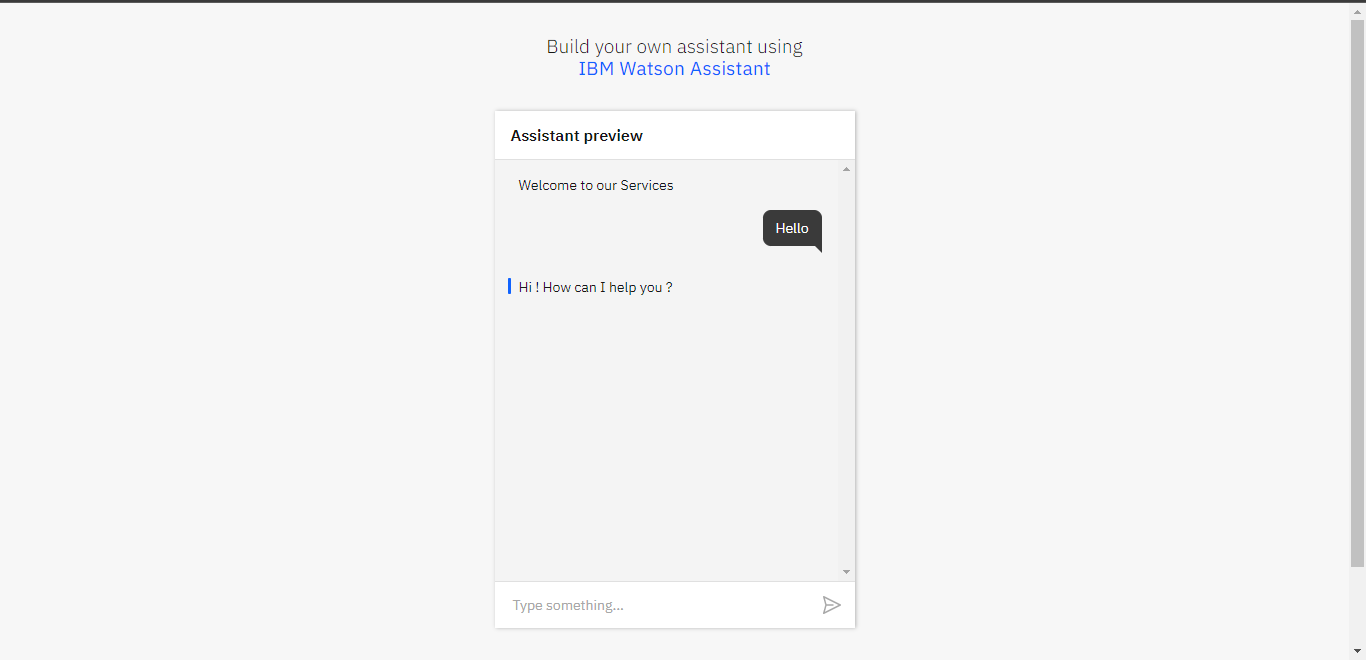 Build your own assistant using
IBM Watson Assistant
Assistant preview
Welcome to our Services
Hello
Hi ! How can I help you ?
Type something...